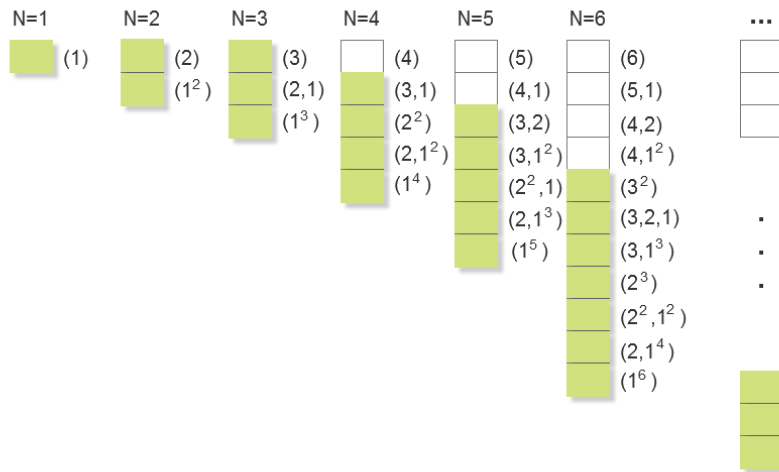 N=1 N=2 N=3 N=4 N=5 N=6 ...
(1) (2) (3) (4) (5) (6)
(1²) (2,1) (3,1) (4,1) (5,1)
(1³) (2²) (3,2) (4,2)
(2,1²) (3,1²) (4,1²)
(1⁴) (2²,1) (3²)
(2,1³) (3,2,1)
(1⁵) (3,1³)
(2³)
(2²,1²)
(2,1⁴)
(1⁶)